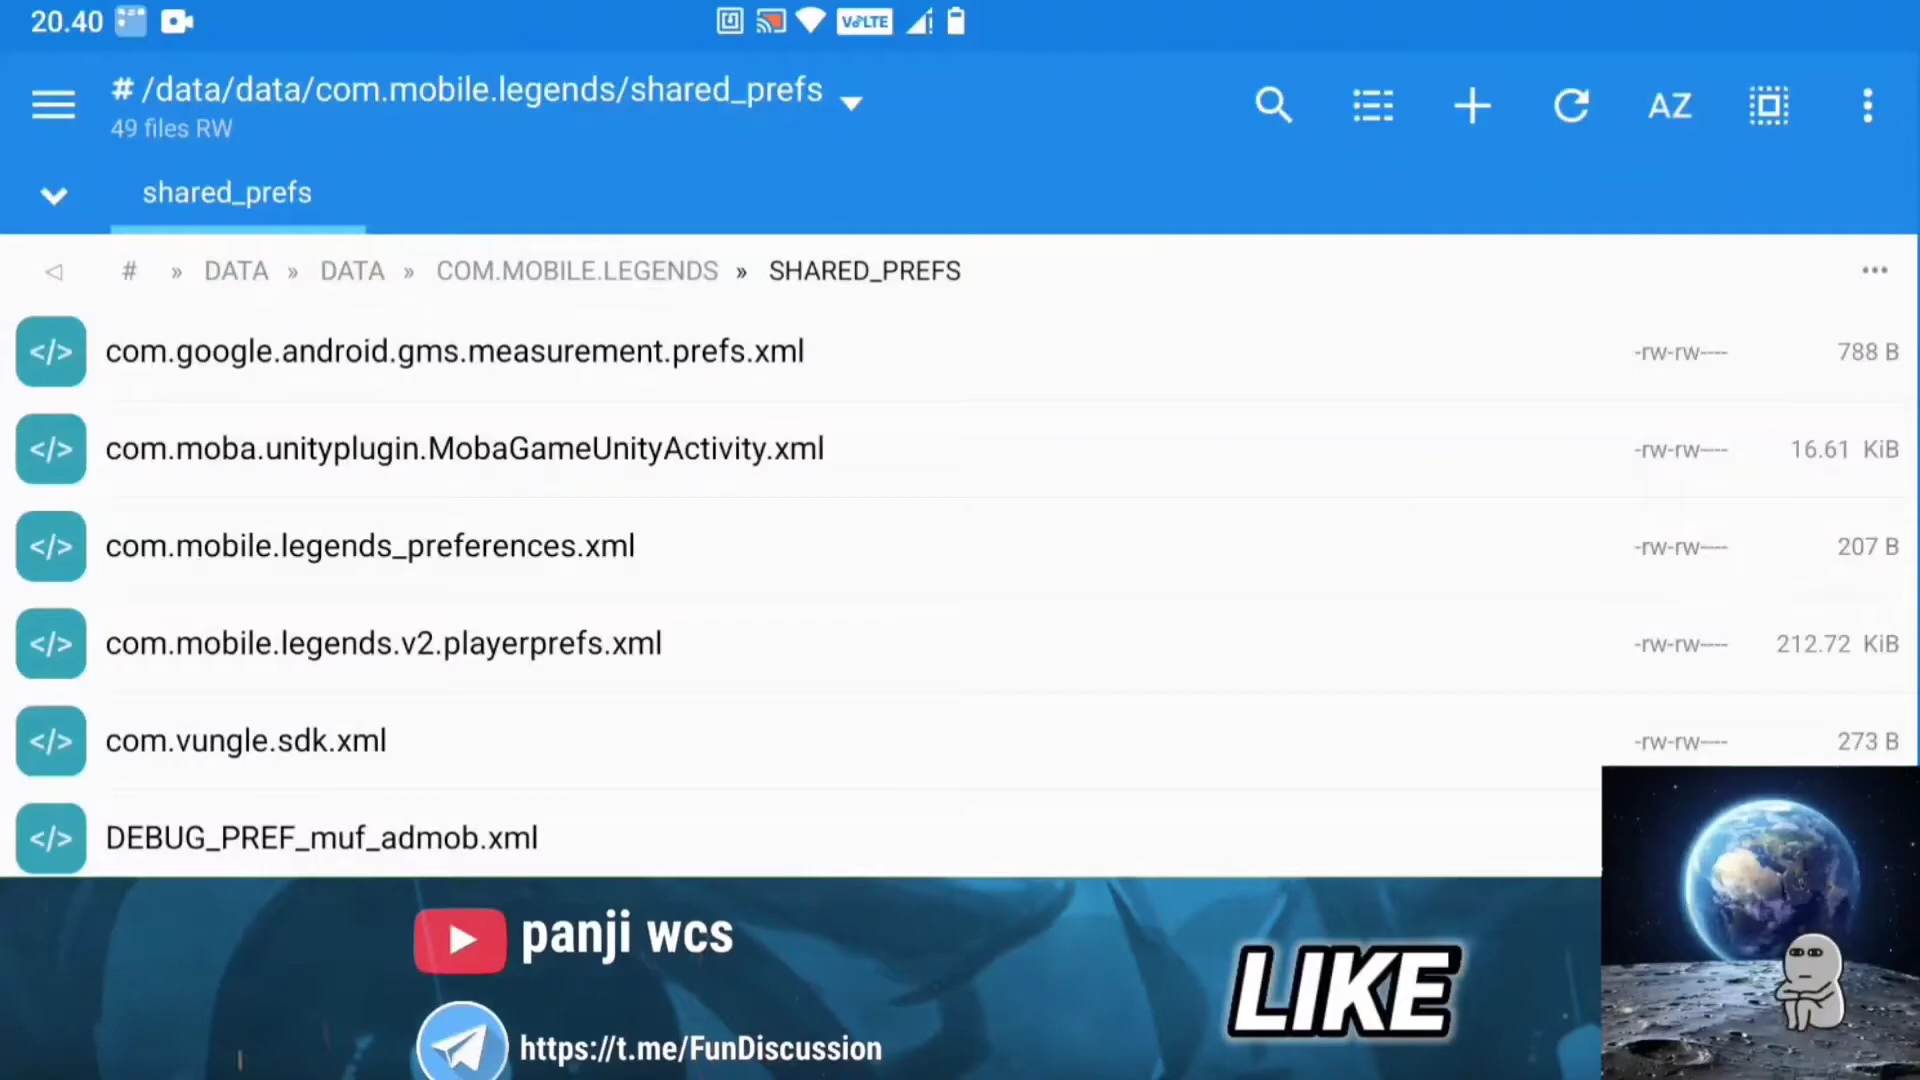 20.40
VoLTE
# /data/data/com.mobile.legends/shared_prefs
49 files RW
AZ
shared_prefs
# » DATA » DATA » COM.MOBILE.LEGENDS » SHARED_PREFS
</> com.google.android.gms.measurement.prefs.xml -rw-rw---- 788 B
</> com.moba.unityplugin.MobaGameUnityActivity.xml -rw-rw---- 16.61 KiB
</> com.mobile.legends_preferences.xml -rw-rw---- 207 B
</> com.mobile.legends.v2.playerprefs.xml -rw-rw---- 212.72 KiB
</> com.vungle.sdk.xml -rw-rw---- 273 B
</> DEBUG_PREF_muf_admob.xml
panji wcs
LIKE
https://t.me/FunDiscussion